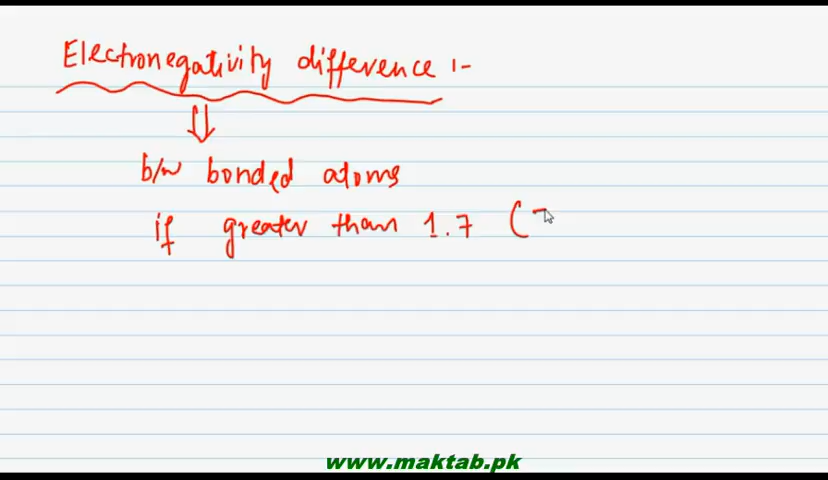 Electronegativity difference :-
b/w bonded atoms
if greater than 1.7 (
www.maktab.pk